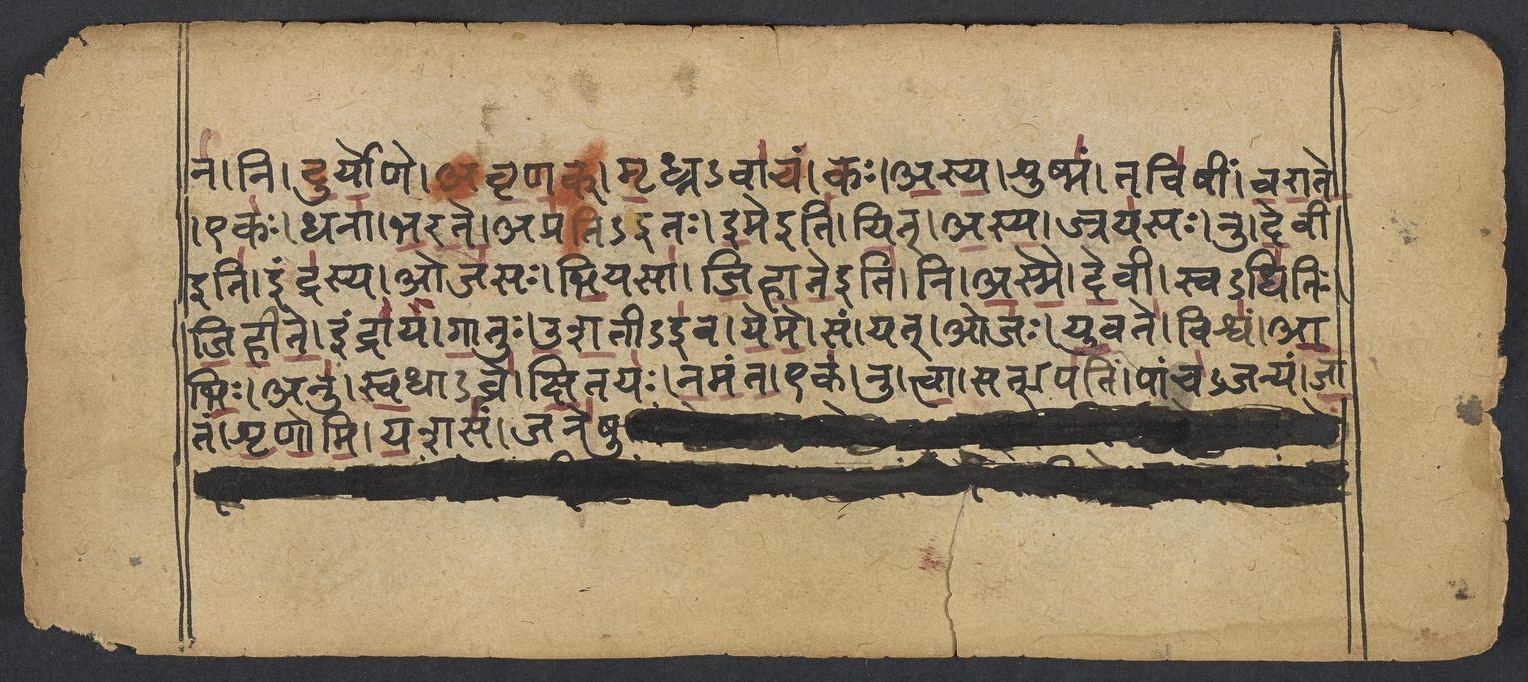 न।नि।दुर्योणे।अवृणक्।मृध्रऽवाचं।कः।अस्य।शुष्मं।तविषीं।वराते
।एकः।धना।भरते।अप्रतिऽइतः।इमेइति।चित्।अस्य।ज्रयसः।नु।देवी
इति।इंद्रस्य।ओजसः।भियसा।जिहातेइति।नि।अस्मै।देवी।स्वऽधितिः
जिहीते।इंद्राय।गातुः।उशतीऽइव।येमे।सं।यत्।ओजः।युवते।विश्वं।आ
भिः।अनु।स्वधाऽव्ने।क्षितयः।नमंत।एकं।नु।त्वा।सत्ऽपतिं।पांचऽजन्यं।जा
तं।शृणोमि।यशसं।जनेषु